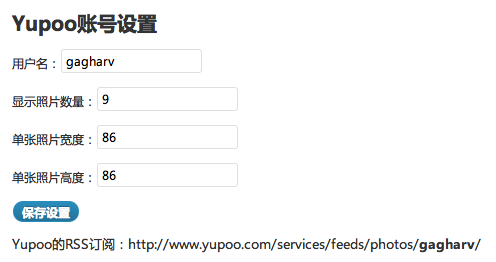 Yupoo账号设置
用户名：gagharv
显示照片数量：9
单张照片宽度：86
单张照片高度：86
保存设置
Yupoo的RSS订阅：http://www.yupoo.com/services/feeds/photos/gagharv/